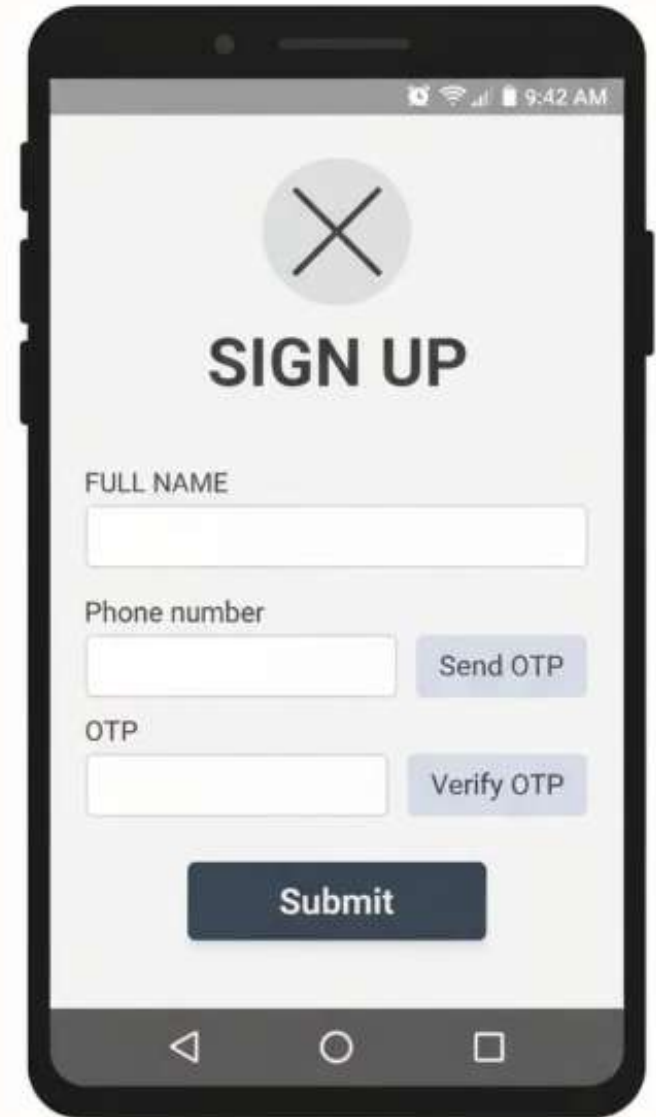 9:42 AM
SIGN UP
FULL NAME
Phone number
Send OTP
OTP
Verify OTP
Submit